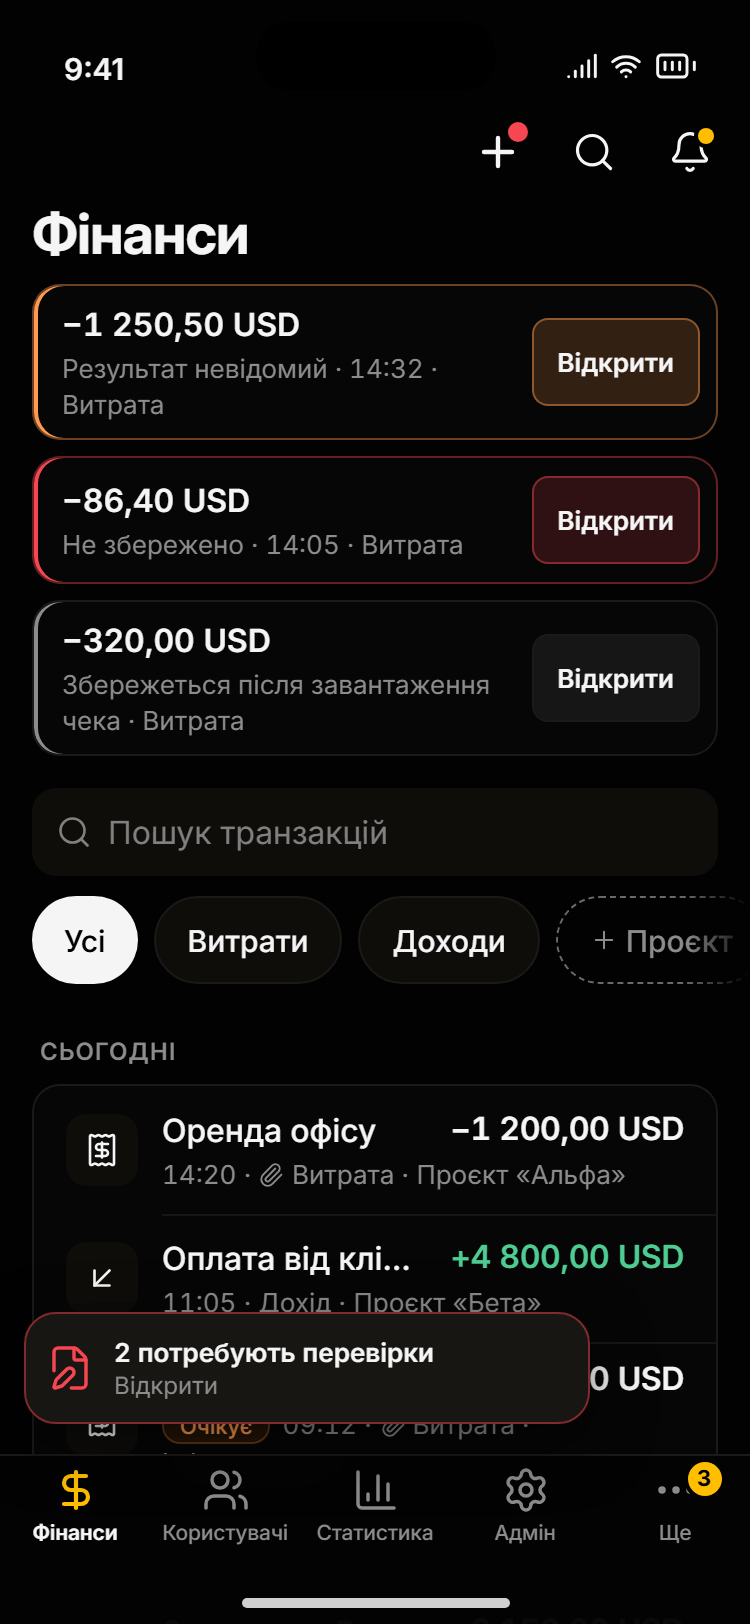 9:41
Фінанси
−1 250,50 USD
Результат невідомий · 14:32 ·
Витрата
Відкрити
−86,40 USD
Не збережено · 14:05 · Витрата
Відкрити
−320,00 USD
Збережеться після завантаження
чека · Витрата
Відкрити
Пошук транзакцій
Усі
Витрати
Доходи
+ Проєкт
СЬОГОДНІ
Оренда офісу
−1 200,00 USD
14:20 · Витрата · Проєкт «Альфа»
Оплата від клі...
+4 800,00 USD
11:05 · Дохід · Проєкт «Бета»
2 потребують перевірки
Відкрити
0 USD
Очікує
09:12 · Витрата ·
Фінанси
Користувачі
Статистика
Адмін
Ще
3